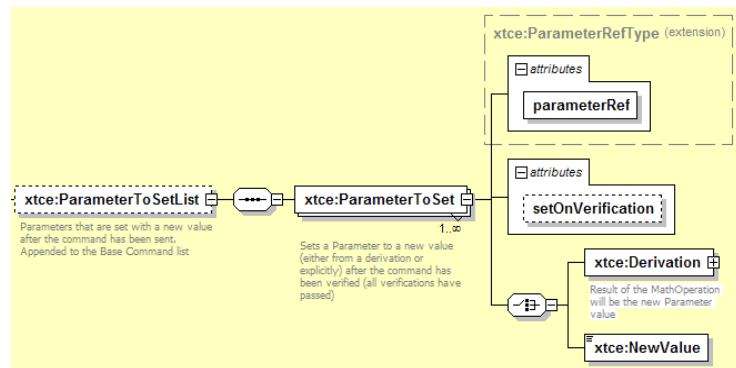 xtce:ParameterRefType (extension)
attributes
parameterRef
attributes
xtce:ParameterToSetList
xtce:ParameterToSet
setOnVerification
1..∞
Parameters that are set with a new value
after the command has been sent.
Appended to the Base Command list
Sets a Parameter to a new value
(either from a derivation or
explicitly) after the command has
been verified (all verifications have
passed)
xtce:Derivation
Result of the MathOperation
will be the new Parameter
value
xtce:NewValue